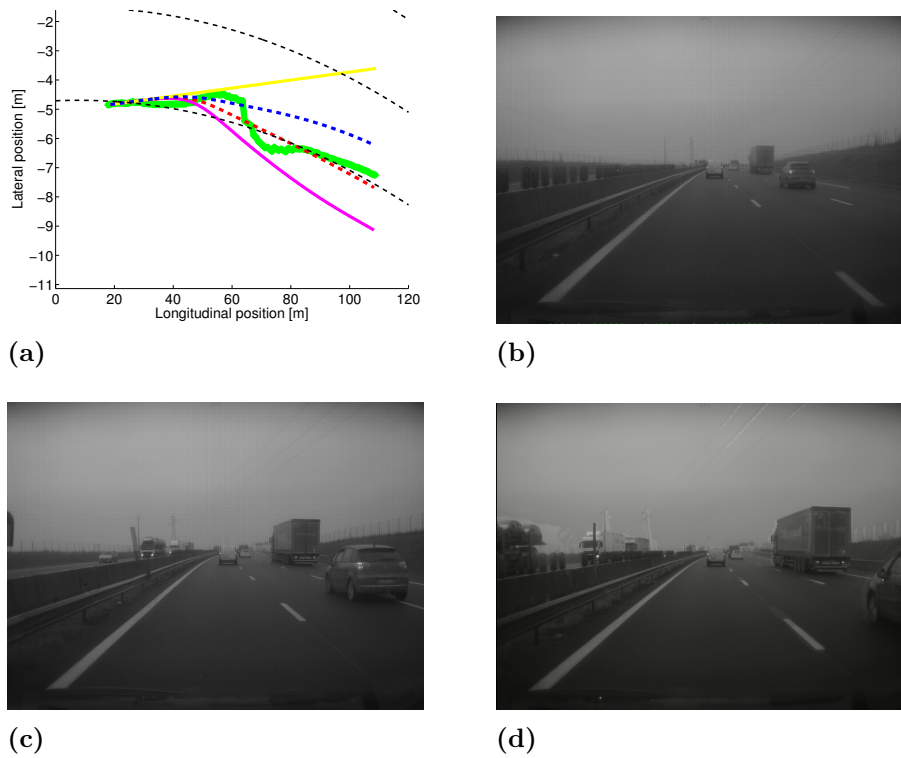 −2
−3
−4
−5
−6
−7
−8
−9
−10
−11
Lateral position [m]
0 20 40 60 80 100 120
Longitudinal position [m]
(a)
(b)
(c)
(d)